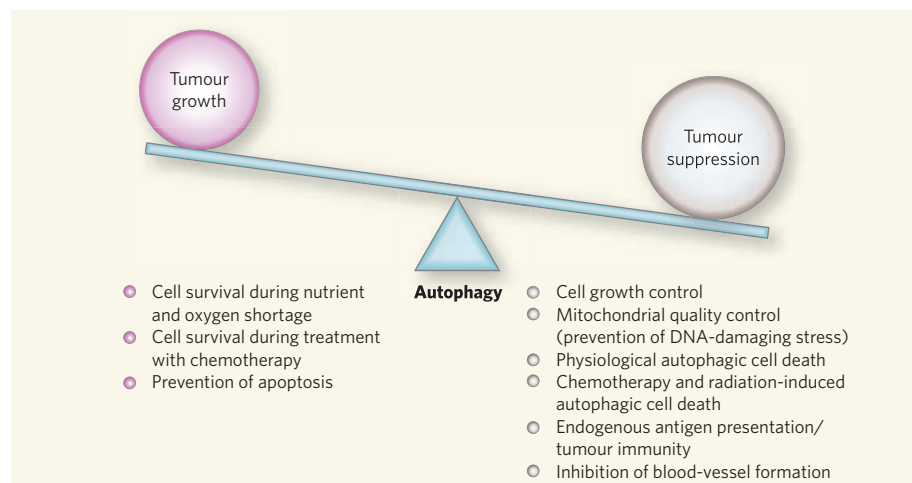 Tumour
growth
Tumour
suppression
Autophagy
Cell survival during nutrient
and oxygen shortage
Cell survival during treatment
with chemotherapy
Prevention of apoptosis
Cell growth control
Mitochondrial quality control
(prevention of DNA-damaging stress)
Physiological autophagic cell death
Chemotherapy and radiation-induced
autophagic cell death
Endogenous antigen presentation/
tumour immunity
Inhibition of blood-vessel formation